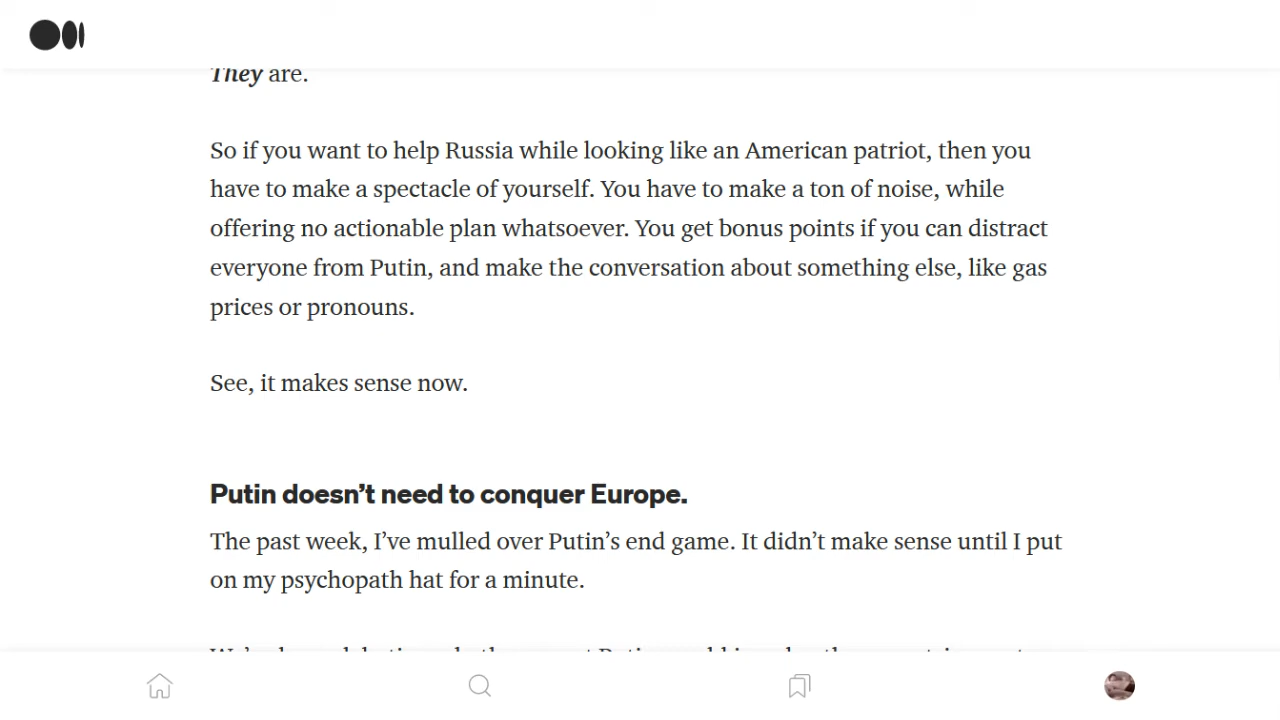 They are.
So if you want to help Russia while looking like an American patriot, then you
have to make a spectacle of yourself. You have to make a ton of noise, while
offering no actionable plan whatsoever. You get bonus points if you can distract
everyone from Putin, and make the conversation about something else, like gas
prices or pronouns.
See, it makes sense now.
Putin doesn’t need to conquer Europe.
The past week, I’ve mulled over Putin’s end game. It didn’t make sense until I put
on my psychopath hat for a minute.